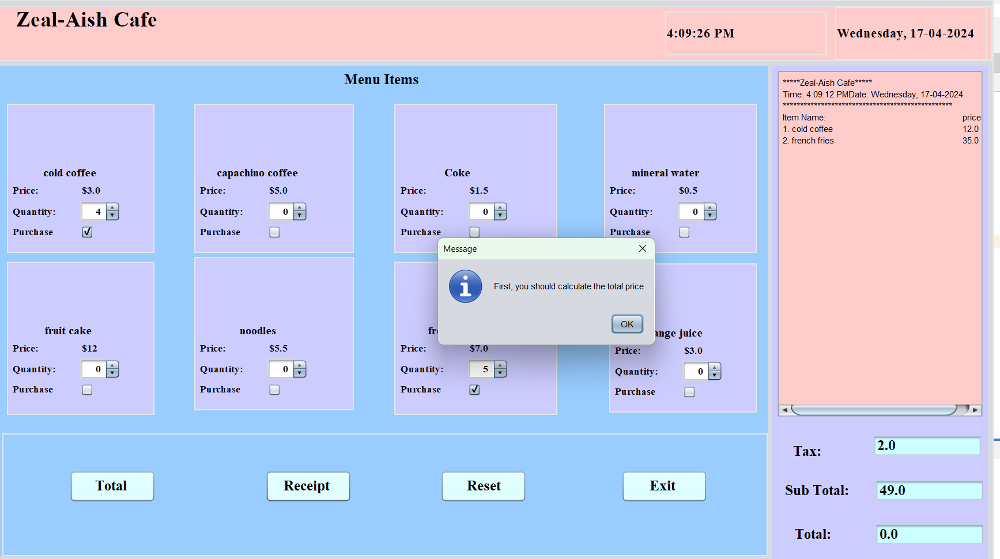 Zeal-Aish Cafe
4:09:26 PM
Wednesday, 17-04-2024
Menu Items
cold coffee
Price: $3.0
Quantity: 4
Purchase
capachino coffee
Price: $5.0
Quantity: 0
Purchase
Coke
Price: $1.5
Quantity: 0
Purchase
mineral water
Price: $0.5
Quantity: 0
Purchase
Message
First, you should calculate the total price
OK
fruit cake
Price: $12
Quantity: 0
Purchase
noodles
Price: $5.5
Quantity: 0
Purchase
Price: $7.0
Quantity: 5
Purchase
juice
Price: $3.0
Quantity: 0
Purchase
Total
Receipt
Reset
Exit
*****Zeal-Aish Cafe*****
Time: 4:09:12 PMDate: Wednesday, 17-04-2024
*************************************************
Item Name: price
1. cold coffee 12.0
2. french fries 35.0
Tax: 2.0
Sub Total: 49.0
Total: 0.0